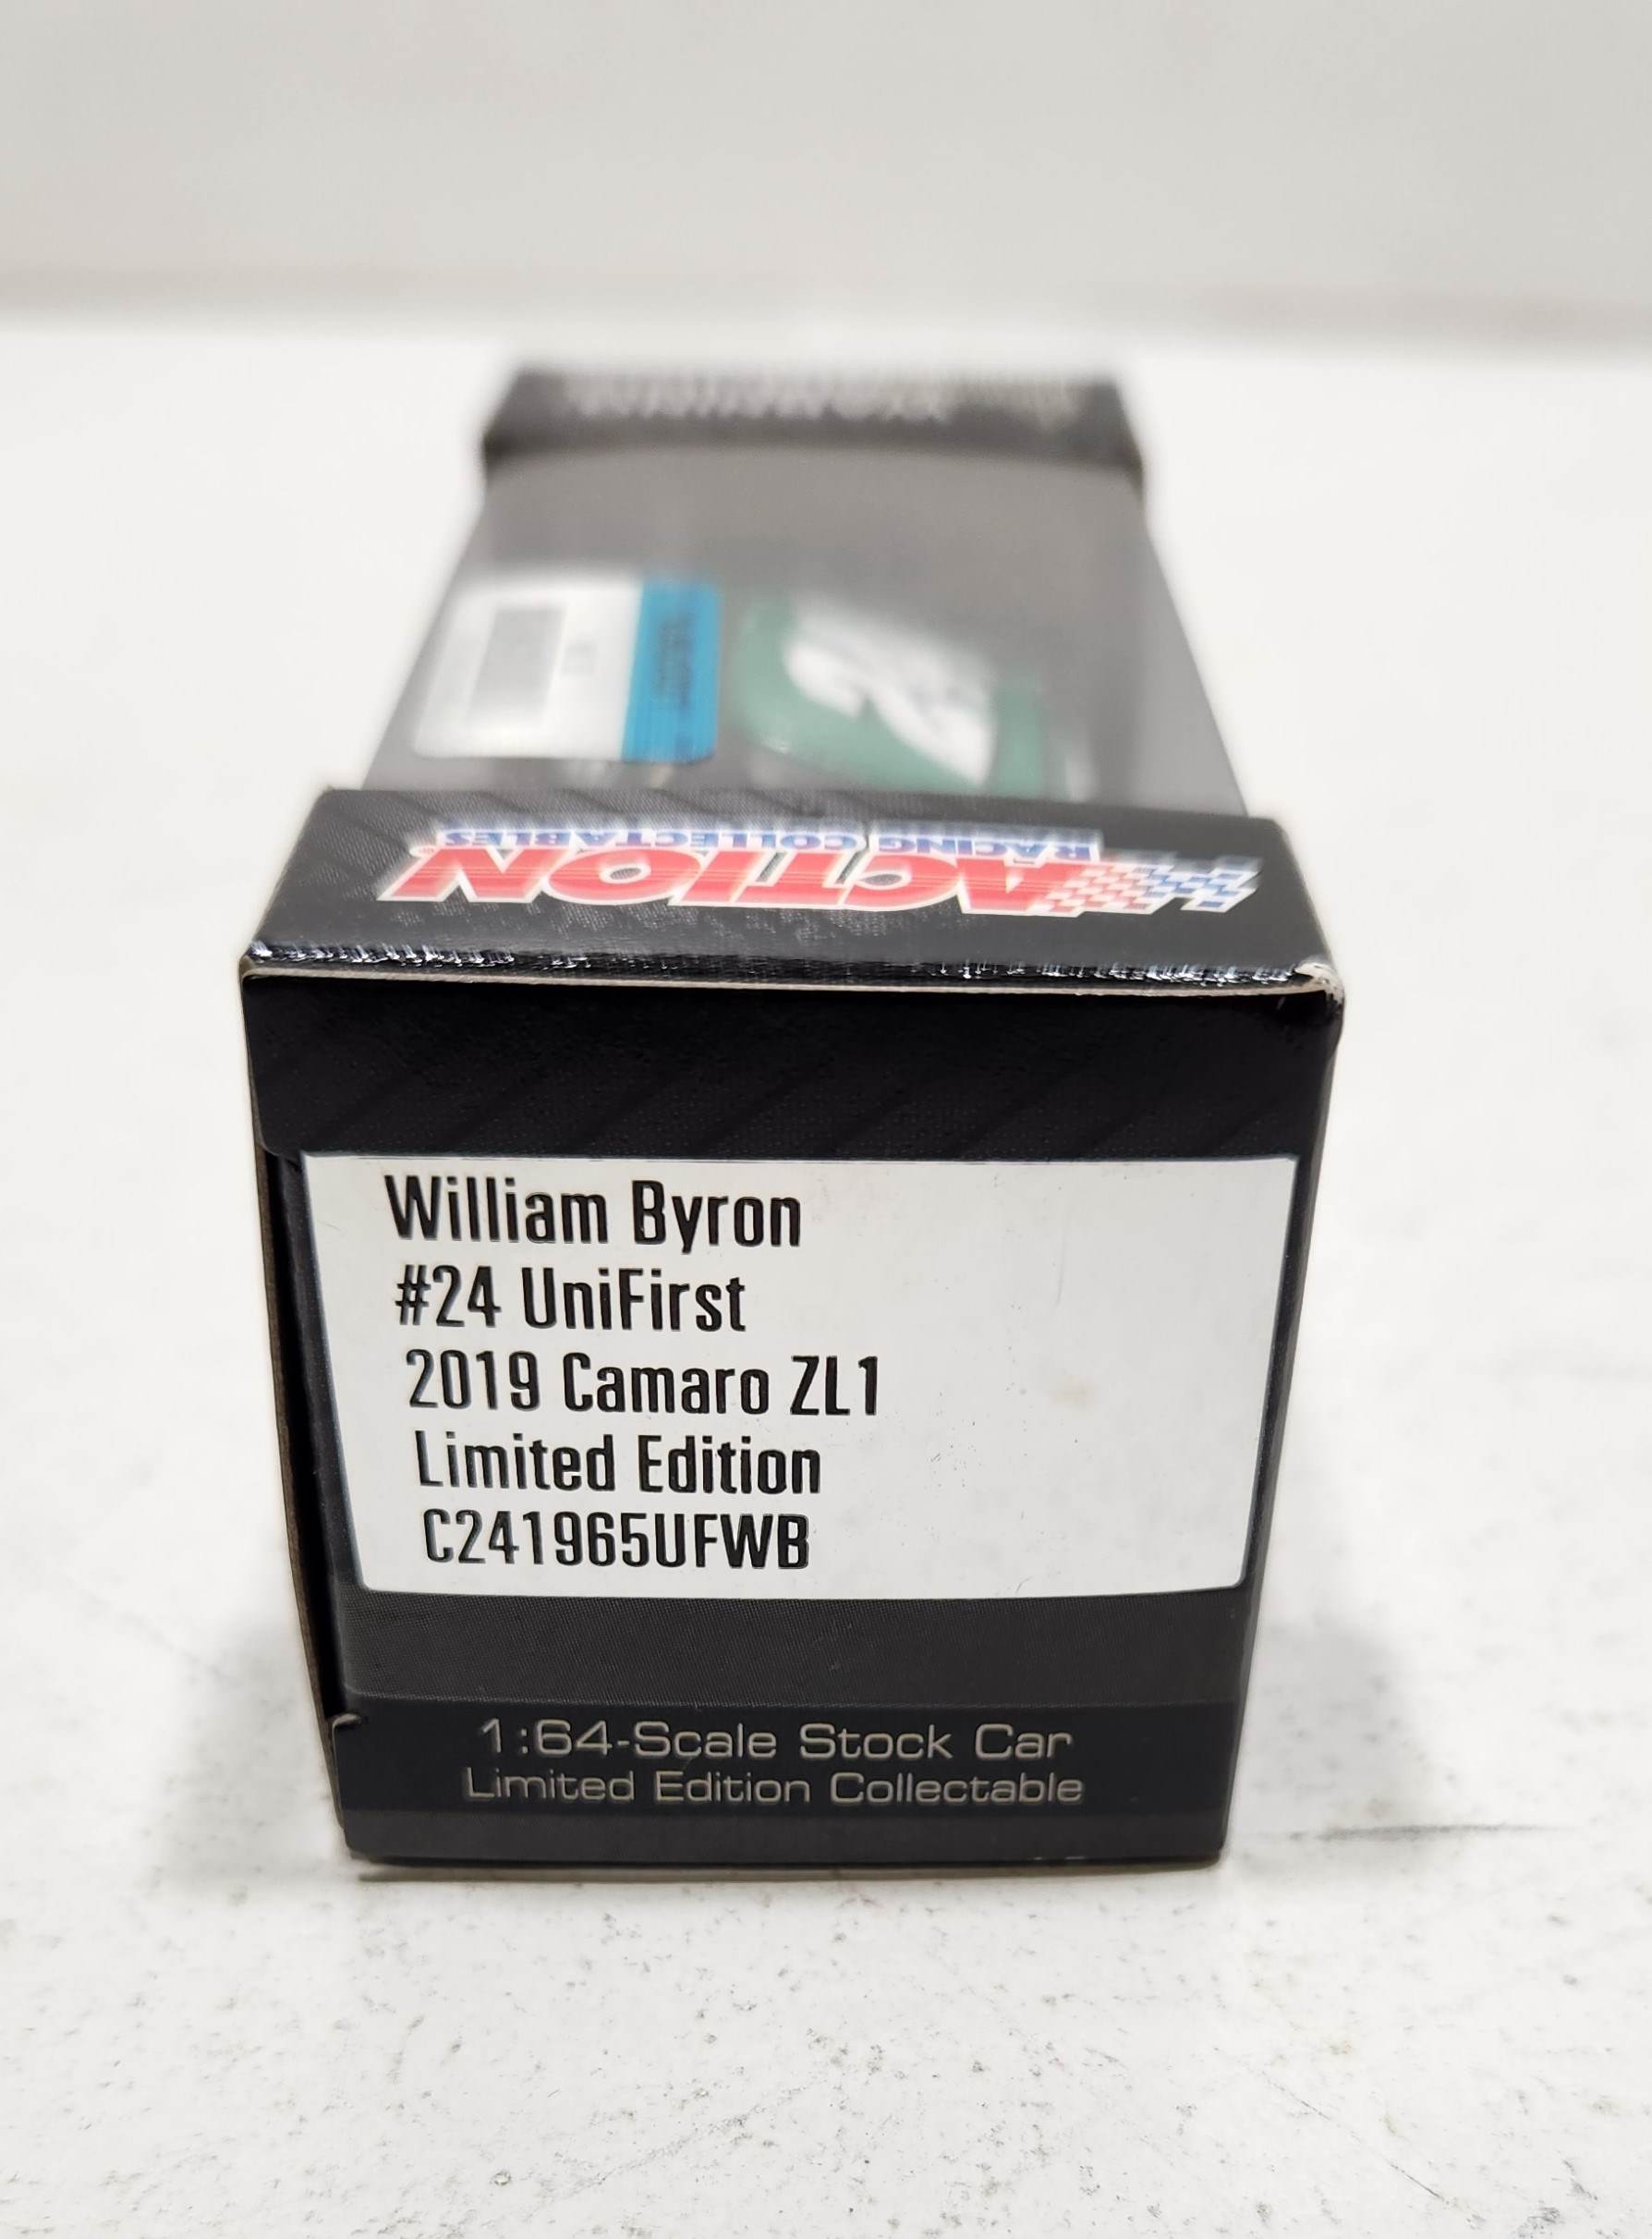 ACTION
RACING COLLECTABLES
William Byron
#24 UniFirst
2019 Camaro ZL1
Limited Edition
C241965UFWB
1:64-Scale Stock Car
Limited Edition Collectable